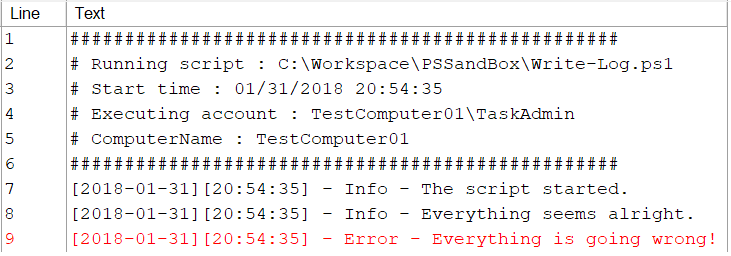 Line Text
1 ##################################################
2 # Running script : C:\Workspace\PSSandBox\Write-Log.ps1
3 # Start time : 01/31/2018 20:54:35
4 # Executing account : TestComputer01\TaskAdmin
5 # ComputerName : TestComputer01
6 ##################################################
7 [2018-01-31][20:54:35] - Info - The script started.
8 [2018-01-31][20:54:35] - Info - Everything seems alright.
9 [2018-01-31][20:54:35] - Error - Everything is going wrong!